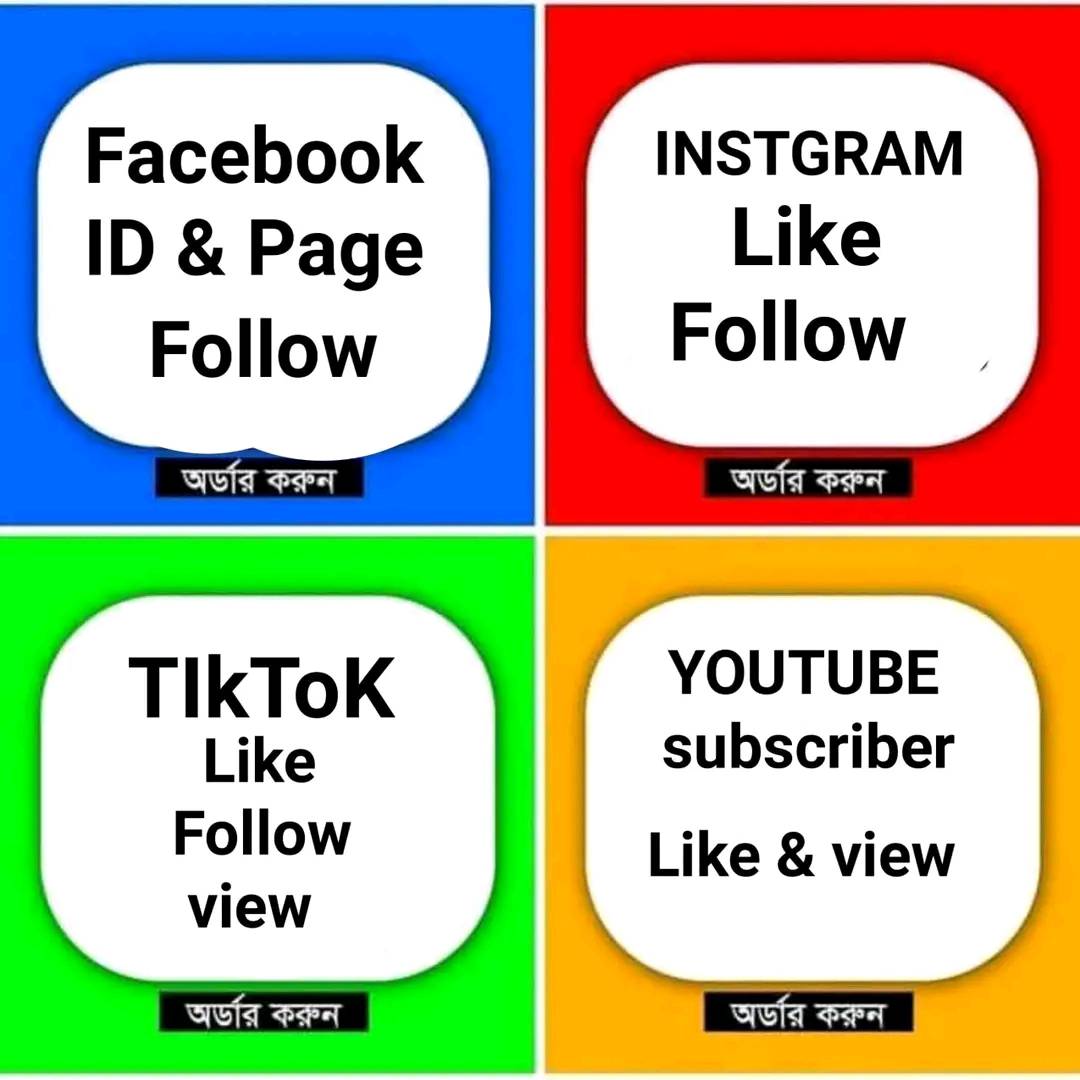 Facebook
ID & Page
Follow
অর্ডার করুন
INSTGRAM
Like
Follow
অর্ডার করুন
TIkToK
Like
Follow
view
অর্ডার করুন
YOUTUBE
subscriber
Like & view
অর্ডার করুন